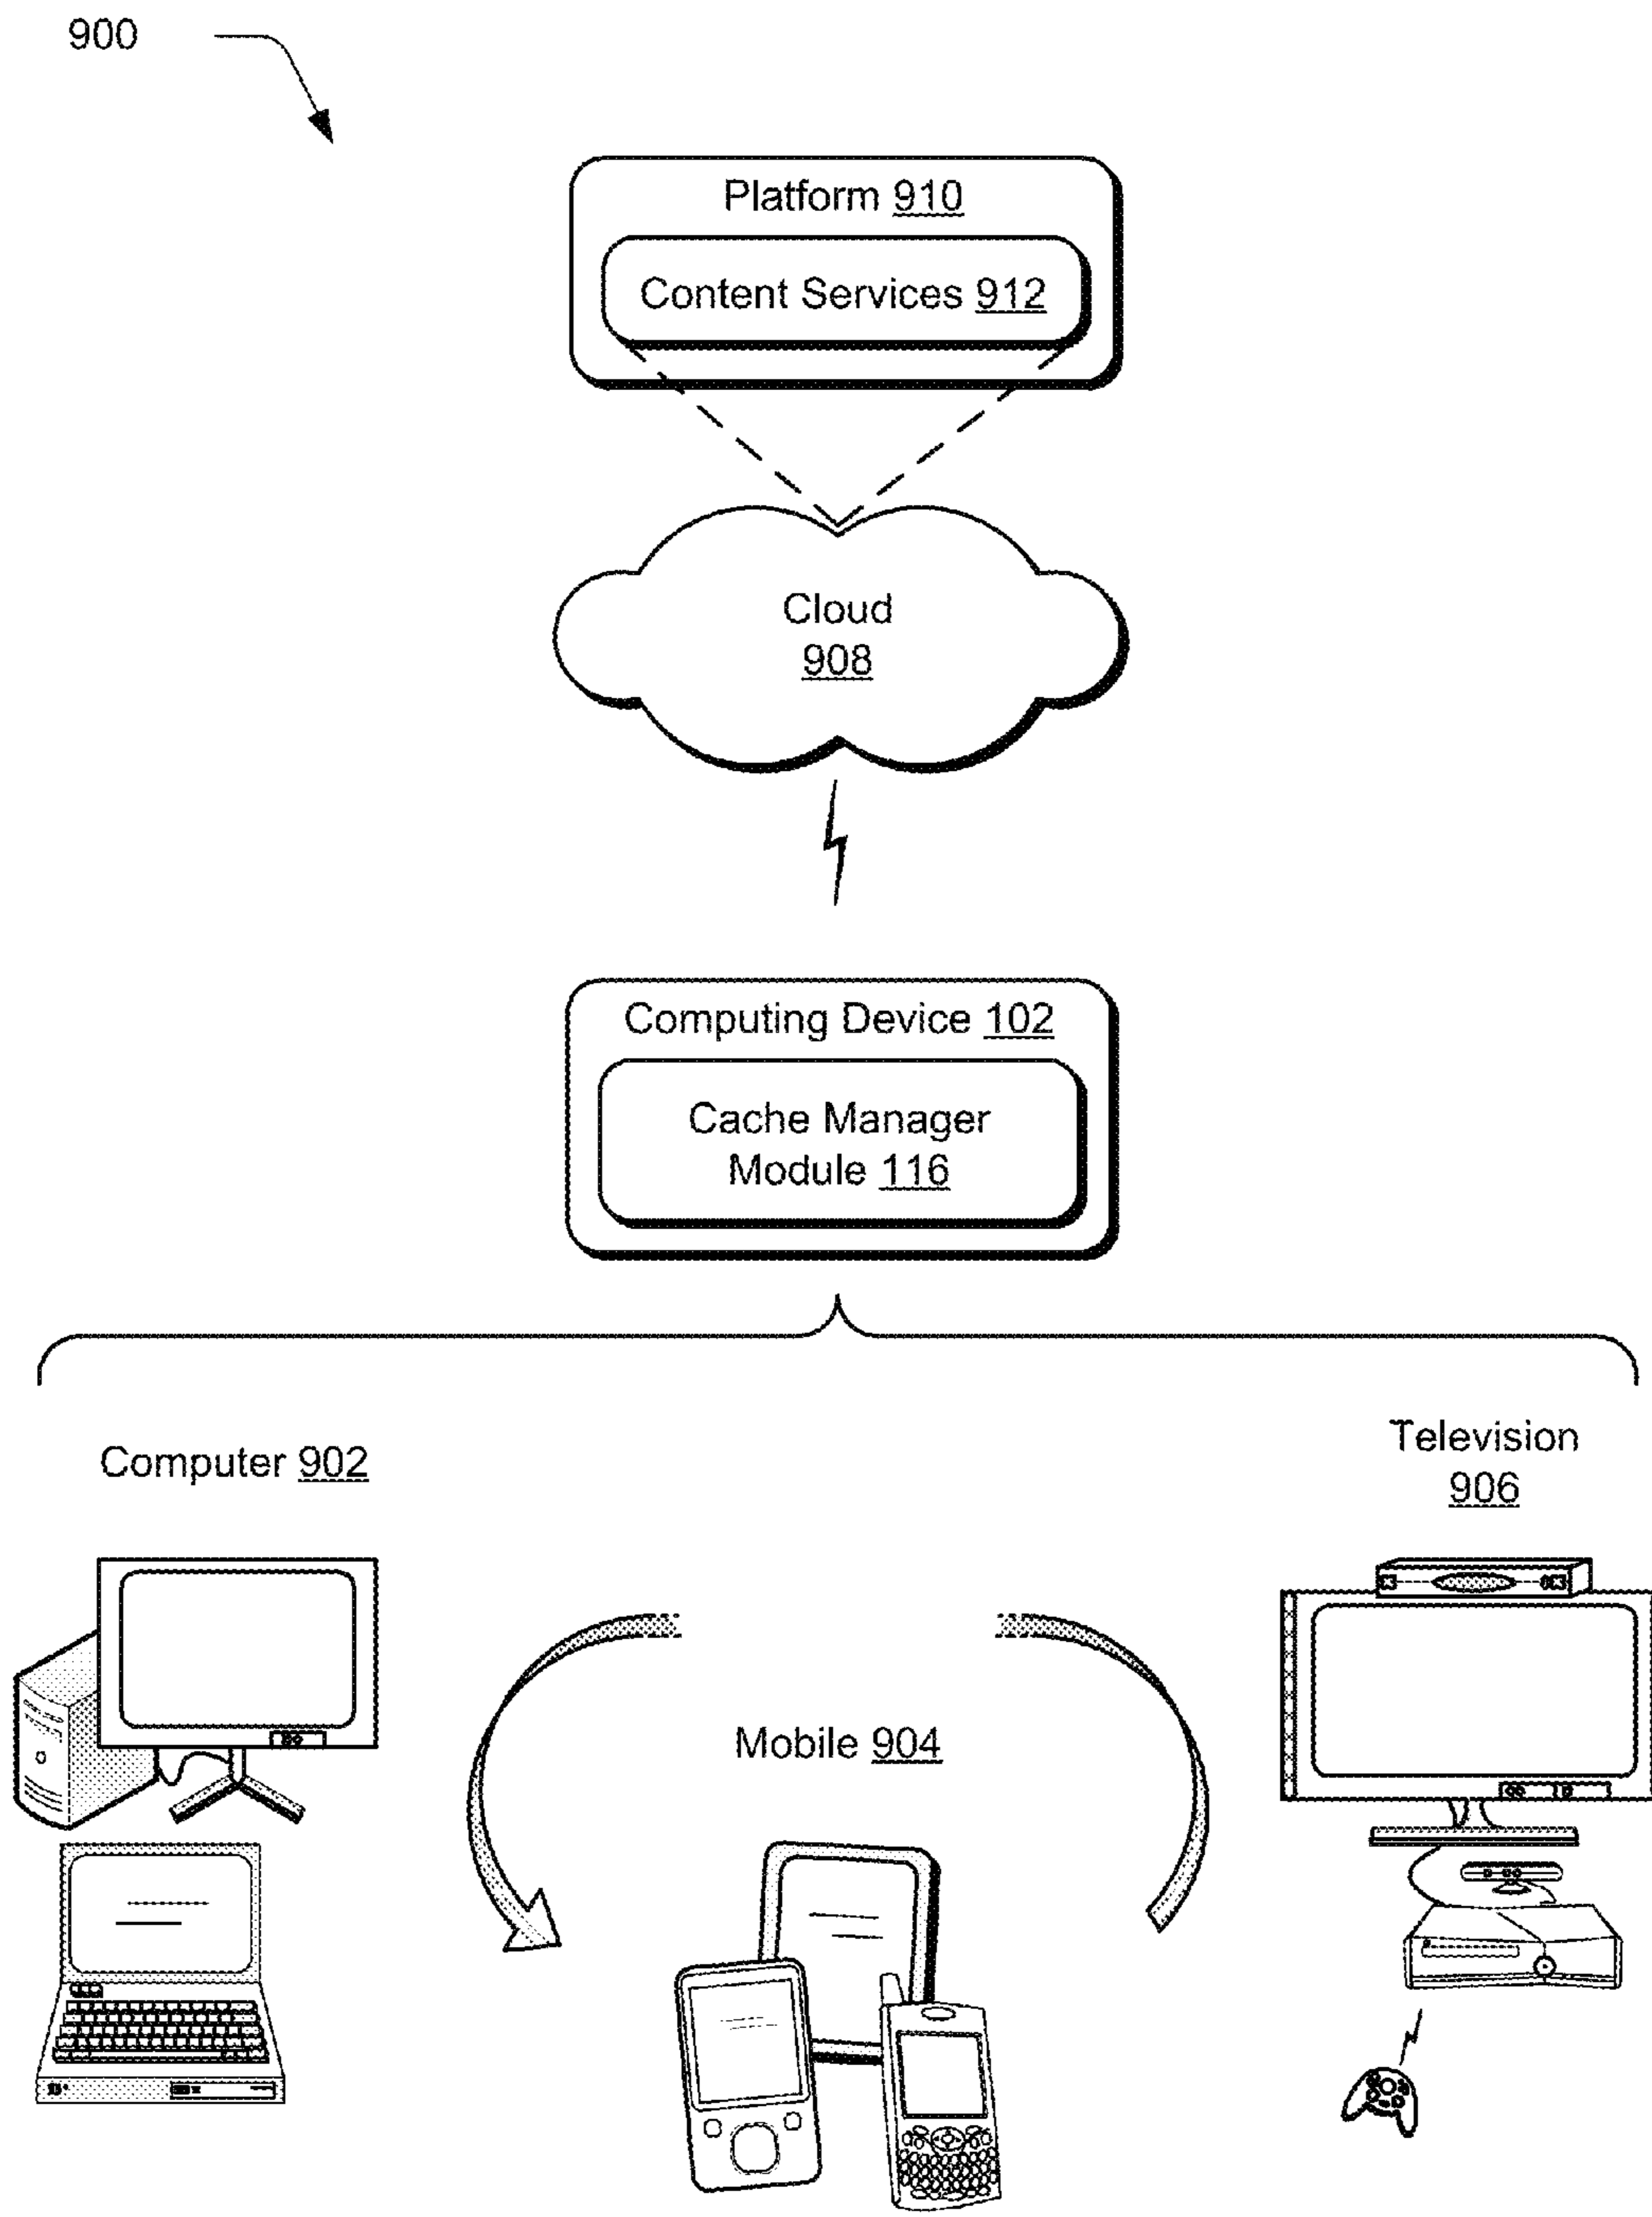 900
Platform 910
Content Services 912
Cloud
908
Computing Device 102
Cache Manager
Module 116
Computer 902
Television
906
Mobile 904